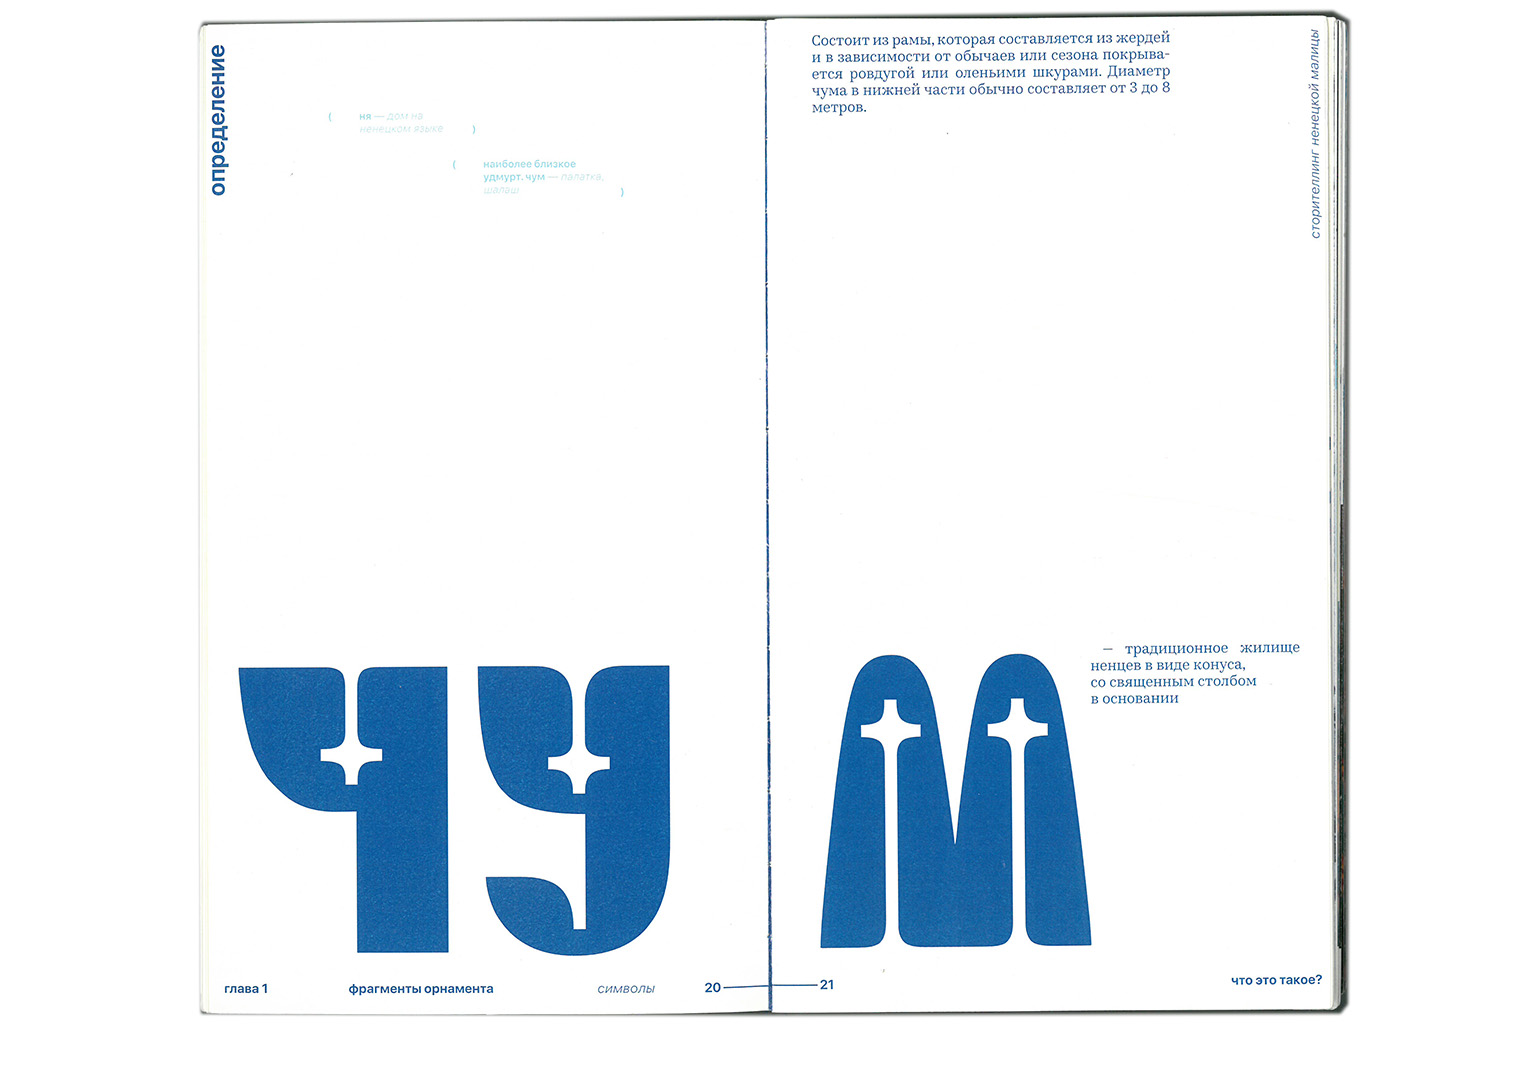 определение
( ня — дом на
ненецком языке )
( наиболее близкое
удмурт. чум — палатка,
шалаш )
ЧУМ
глава 1 фрагменты орнамента символы 20 — 21
Состоит из рамы, которая составляется из жердей
и в зависимости от обычаев или сезона покрыва-
ется ровдугой или оленьими шкурами. Диаметр
чума в нижней части обычно составляет от 3 до 8
метров.
сторителлинг ненецкой малицы
— традиционное жилище
ненцев в виде конуса,
со священным столбом
в основании
что это такое?